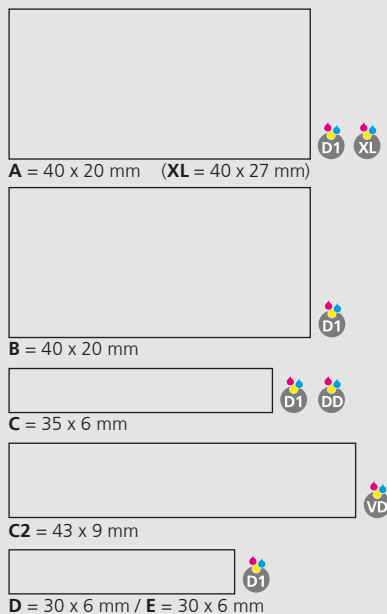 D1 XL
A = 40 x 20 mm (XL = 40 x 27 mm)
D1
B = 40 x 20 mm
D1 DD
C = 35 x 6 mm
VD
C2 = 43 x 9 mm
D1
D = 30 x 6 mm / E = 30 x 6 mm